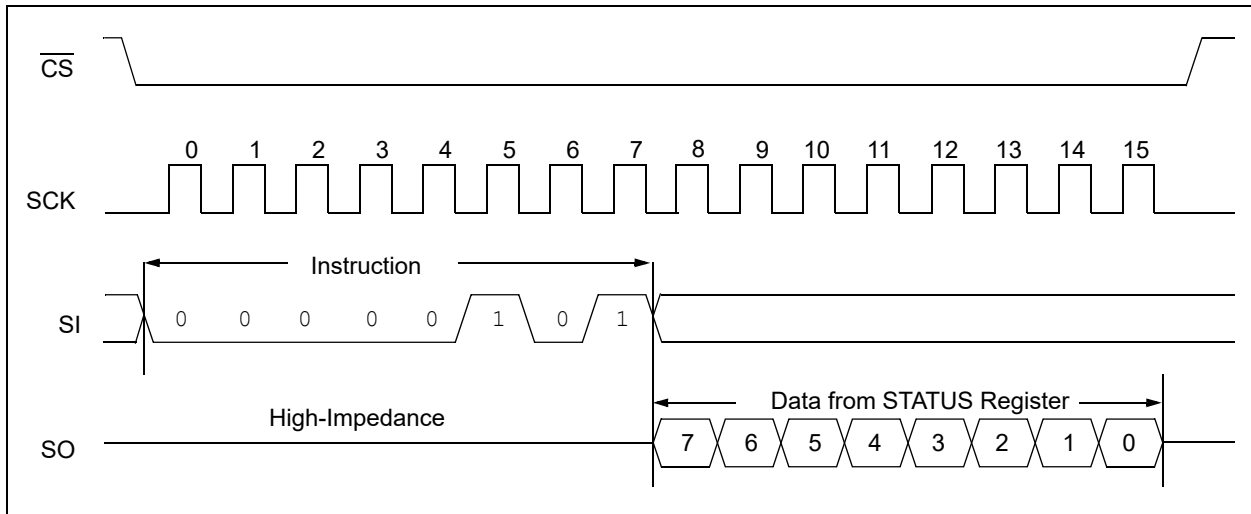 CS
0 1 2 3 4 5 6 7 8 9 10 11 12 13 14 15
SCK
Instruction
SI 0 0 0 0 0 1 0 1
Data from STATUS Register
High-Impedance
SO 7 6 5 4 3 2 1 0